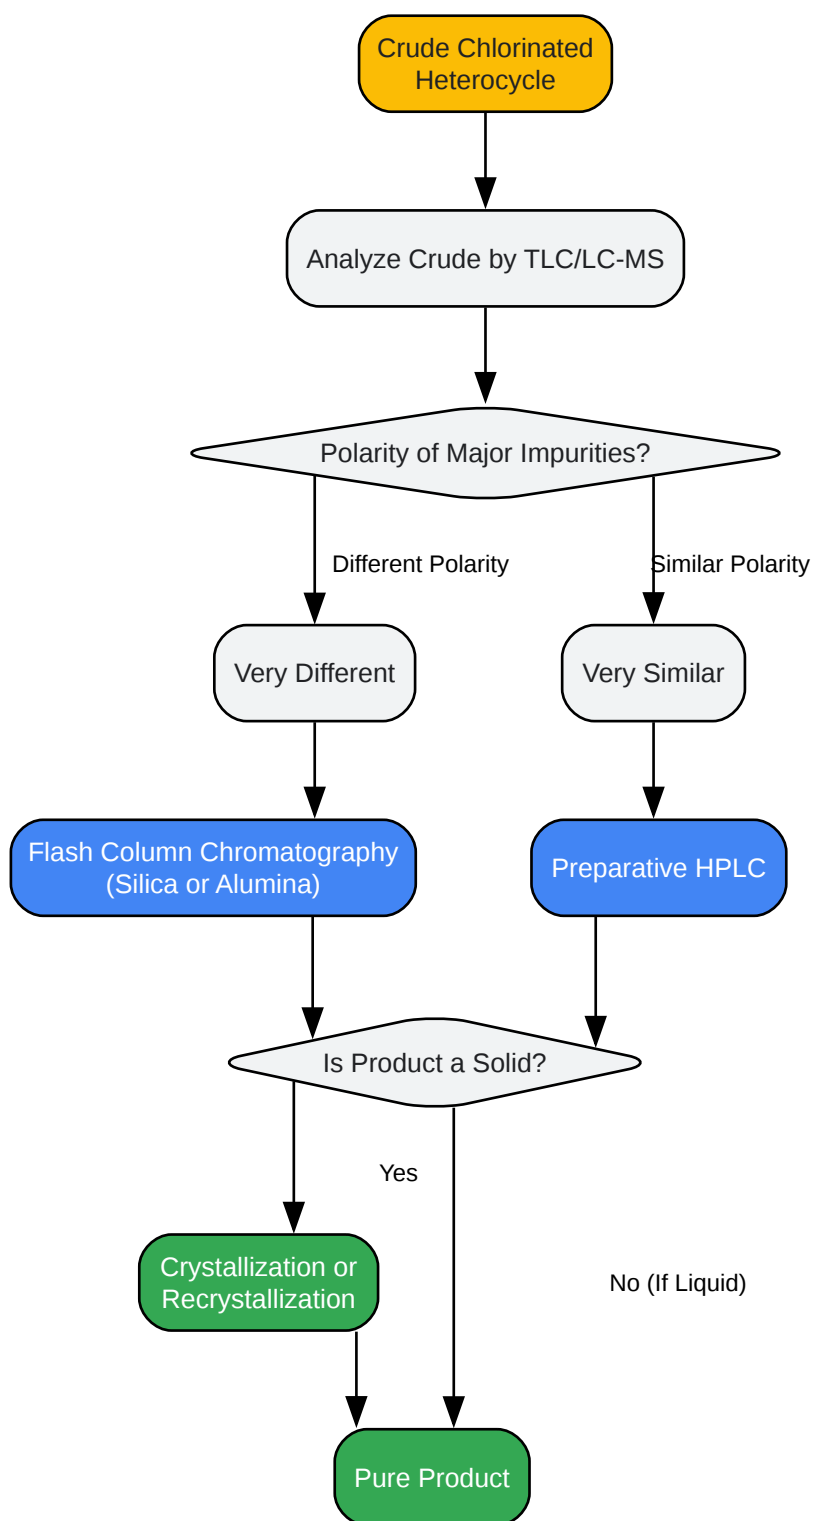 Crude Chlorinated
Heterocycle
Analyze Crude by TLC/LC-MS
Polarity of Major Impurities?
Different Polarity
Similar Polarity
Very Different
Very Similar
Flash Column Chromatography
(Silica or Alumina)
Preparative HPLC
Is Product a Solid?
Yes
Crystallization or
Recrystallization
No (If Liquid)
Pure Product